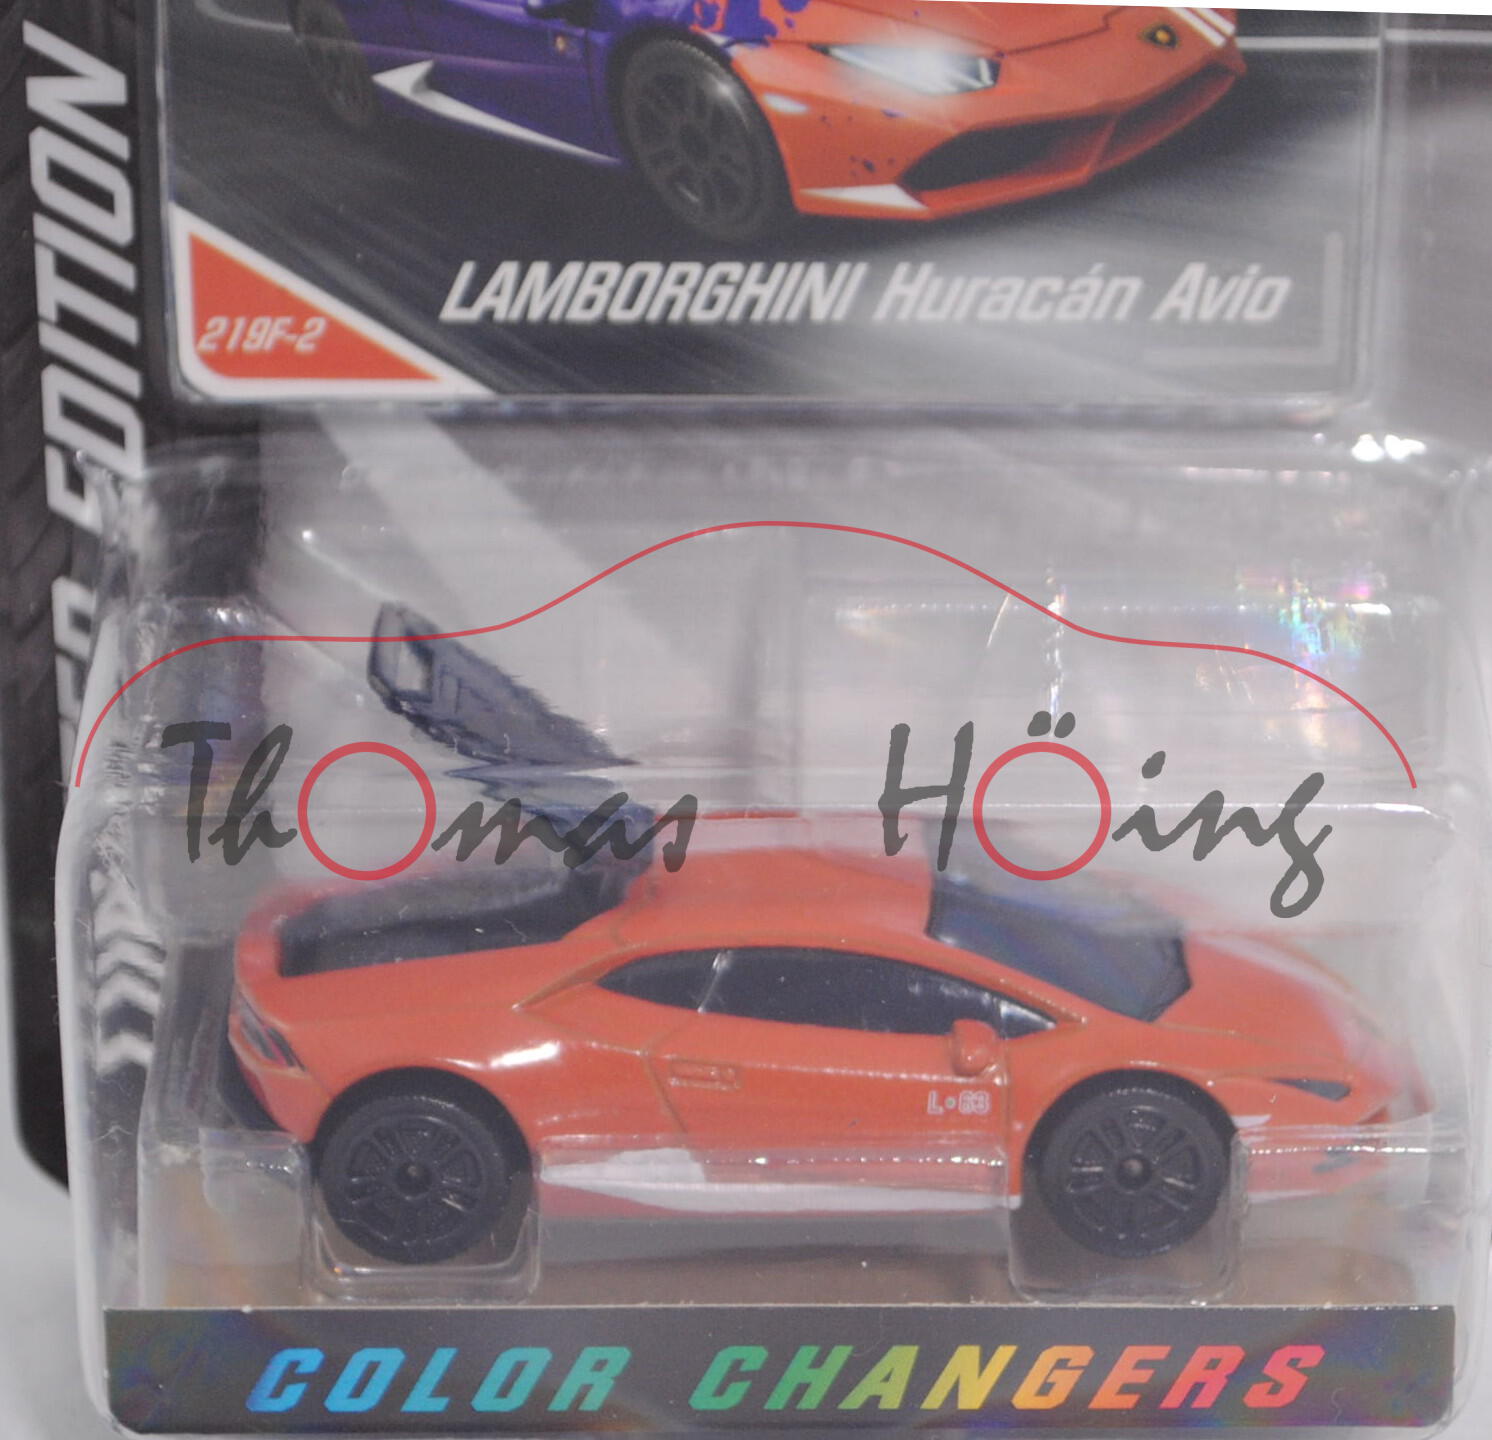 LAMBORGHINI Huracán Avio
219F-2
EDITION
Thomas Höing
L·63
COLOR CHANGERS